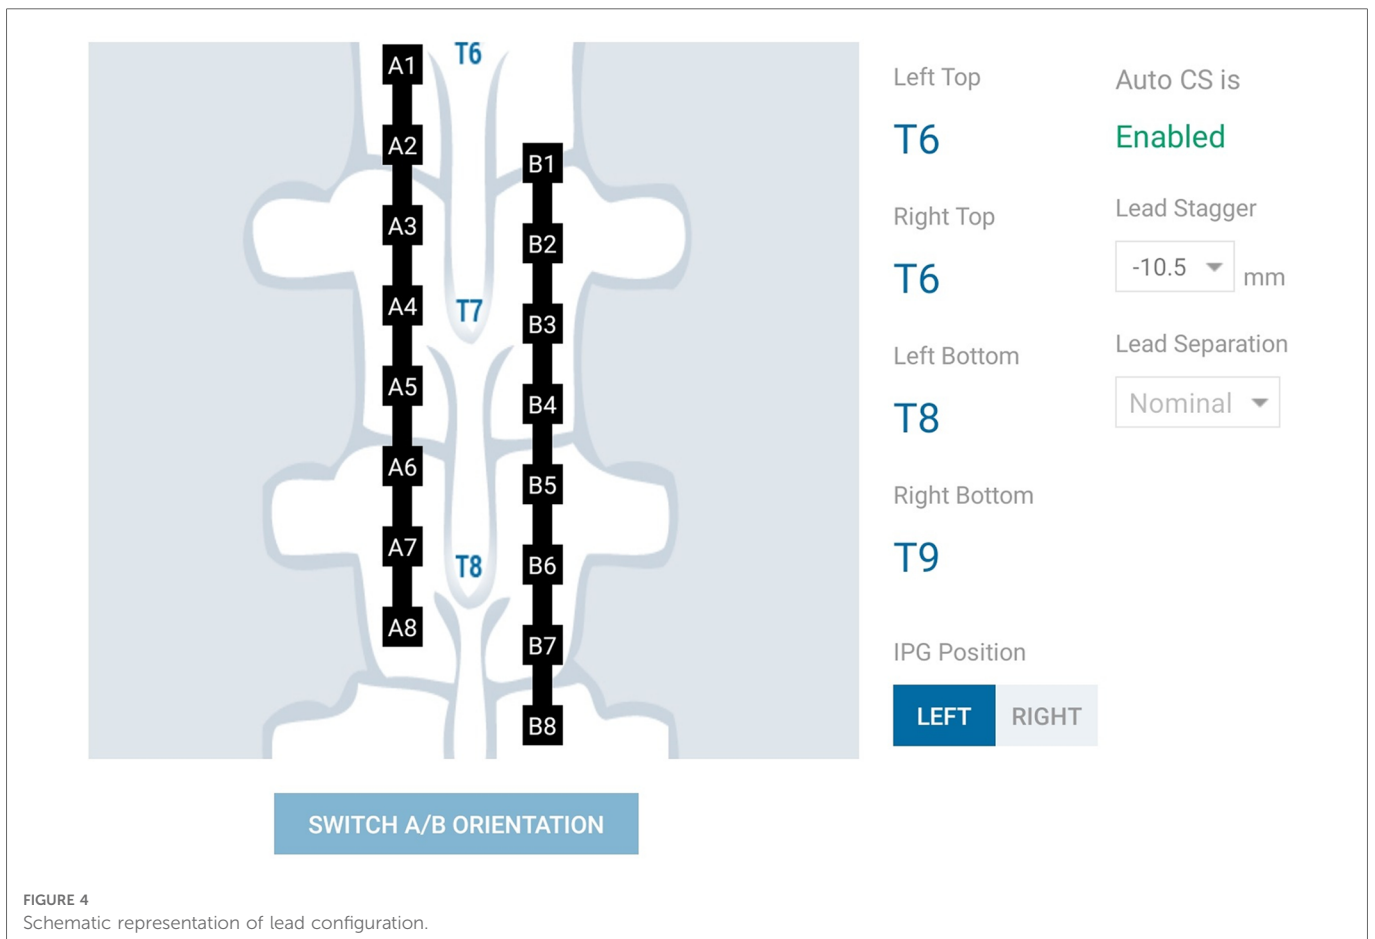 T6
A1
A2
B1
A3
B2
A4
T7
B3
A5
B4
A6
B5
A7
T8
B6
A8
B7
B8
SWITCH A/B ORIENTATION
Left Top
T6
Right Top
T6
Left Bottom
T8
Right Bottom
T9
IPG Position
LEFT RIGHT
Auto CS is
Enabled
Lead Stagger
-10.5 mm
Lead Separation
Nominal
FIGURE 4
Schematic representation of lead configuration.